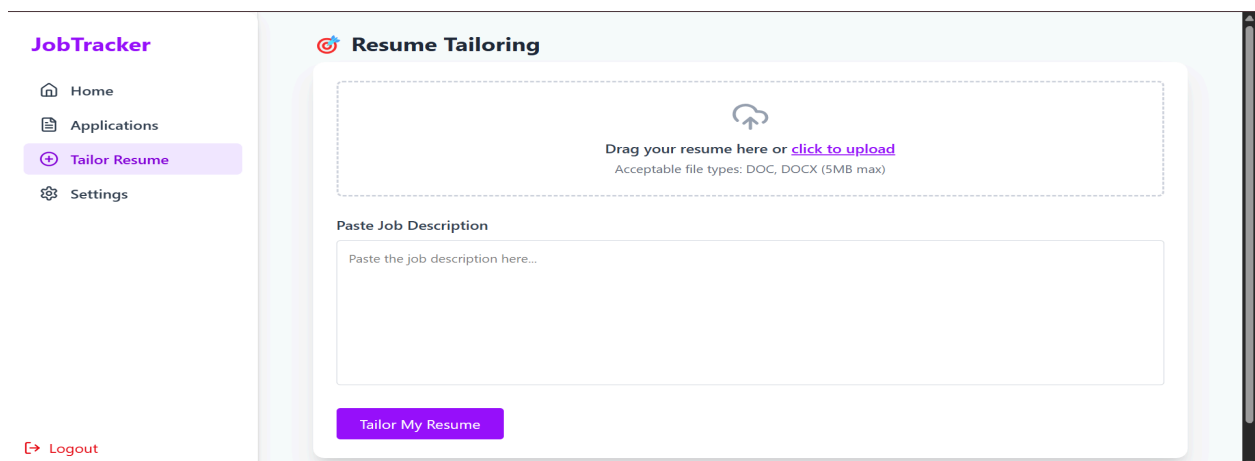 JobTracker
Home
Applications
Tailor Resume
Settings
Logout
Resume Tailoring
Drag your resume here or click to upload
Acceptable file types: DOC, DOCX (5MB max)
Paste Job Description
Paste the job description here...
Tailor My Resume